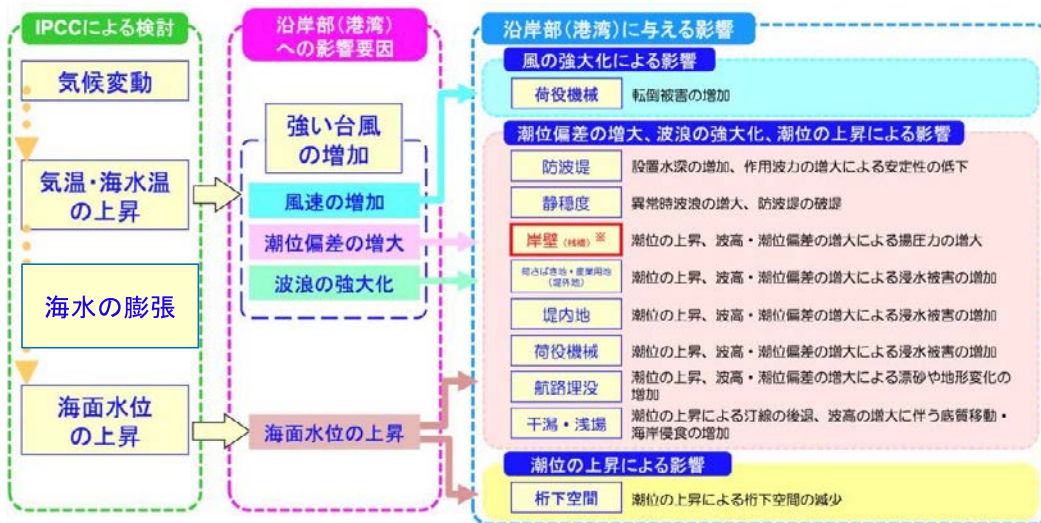 IPCCによる検討
気候変動
気温・海水温
の上昇
海水の膨張
海面水位
の上昇
沿岸部(港湾)
への影響要因
強い台風
の増加
風速の増加
潮位偏差の増大
波浪の強大化
海面水位の上昇
沿岸部(港湾)に与える影響
風の強大化による影響
荷役機械 転倒被害の増加
潮位偏差の増大、波浪の強大化、潮位の上昇による影響
防波堤 設置水深の増加、作用波力の増大による安定性の低下
静穏度 異常時波浪の増大、防波堤の破堤
岸壁(桟橋)※ 潮位の上昇、波高・潮位偏差の増大による揚圧力の増大
荷さばき地・産業用地
(堤外地) 潮位の上昇、波高・潮位偏差の増大による浸水被害の増加
堤内地 潮位の上昇、波高・潮位偏差の増大による浸水被害の増加
荷役機械 潮位の上昇、波高・潮位偏差の増大による浸水被害の増加
航路埋没 潮位の上昇、波高・潮位偏差の増大による漂砂や地形変化の
増加
干潟・浅場 潮位の上昇による汀線の後退、波高の増大に伴う底質移動・
海岸侵食の増加
潮位の上昇による影響
桁下空間 潮位の上昇による桁下空間の減少